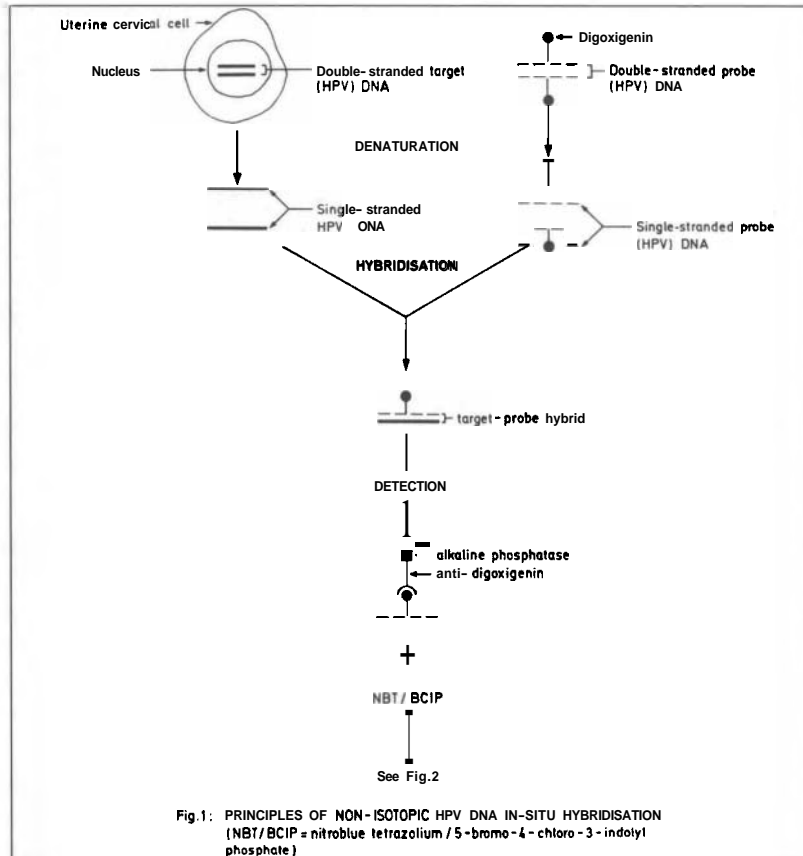 Uterine cervical cell
Digoxigenin
Nucleus
Double-stranded target
(HPV) DNA
Double-stranded probe
(HPV) DNA
DENATURATION
Single-stranded
HPV ONA
Single-stranded probe
(HPV) DNA
HYBRIDISATION
target-probe hybrid
DETECTION
alkaline phosphatase
anti-digoxigenin
+
NBT/BCIP
See Fig.2
Fig.1: PRINCIPLES OF NON-ISOTOPIC HPV DNA IN-SITU HYBRIDISATION
(NBT/BCIP = nitroblue tetrazolium / 5-bromo-4-chloro-3-indolyl
phosphate)